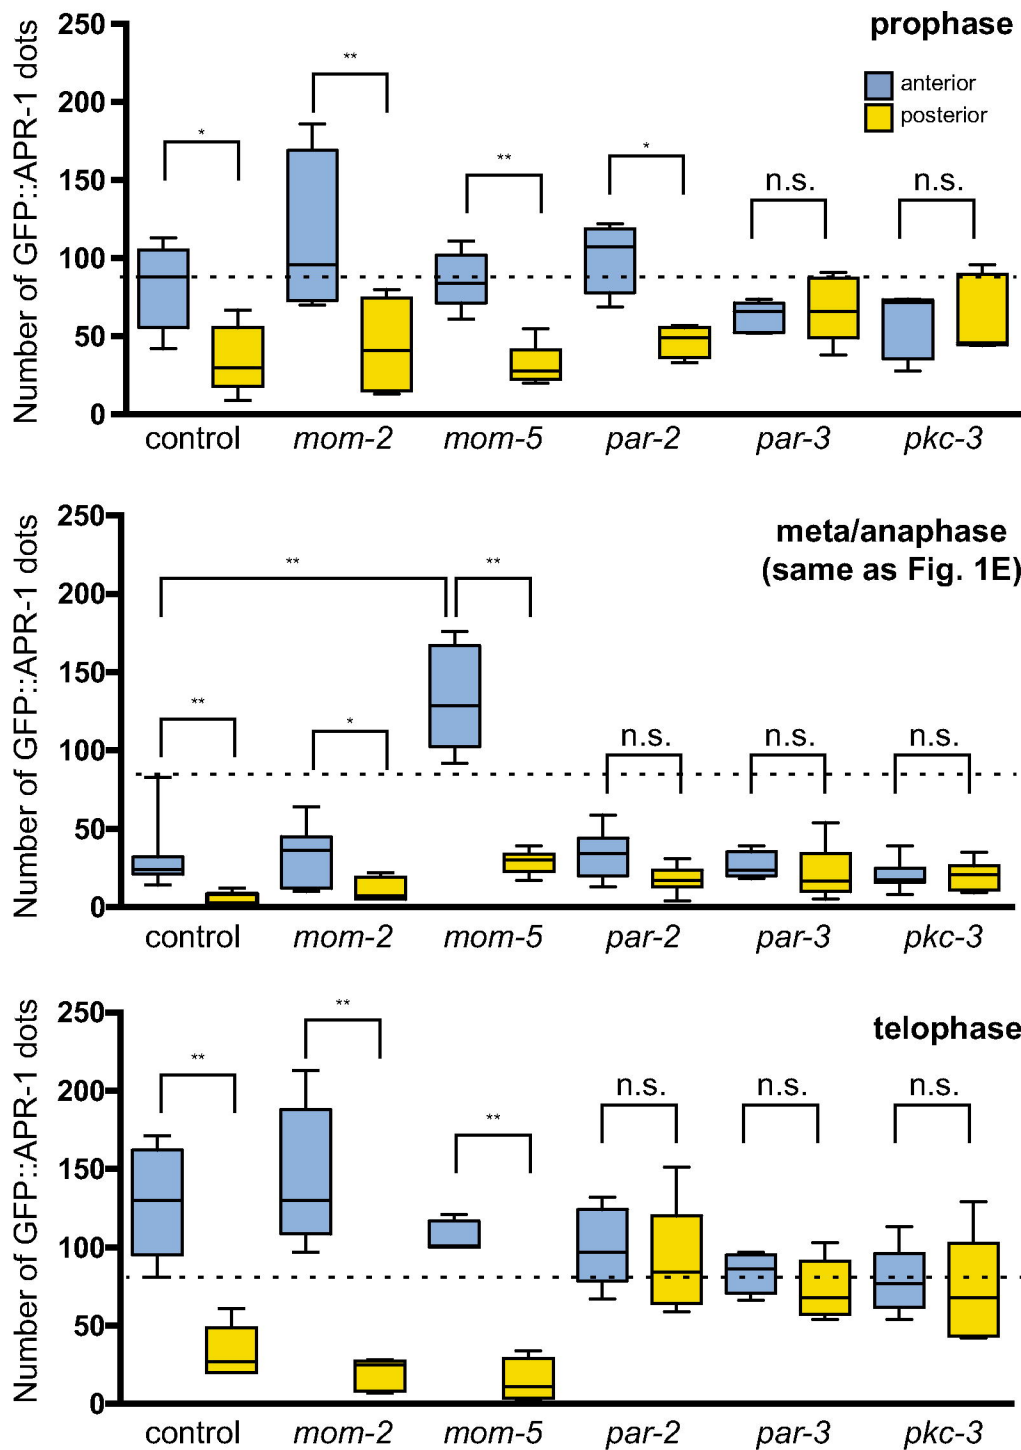 prophase
anterior
posterior
Number of GFP::APR-1 dots
250
200
150
100
50
0
*
**
**
*
n.s.
n.s.
control
mom-2
mom-5
par-2
par-3
pkc-3
meta/anaphase
(same as Fig. 1E)
Number of GFP::APR-1 dots
250
200
150
100
50
0
**
**
**
*
n.s.
n.s.
n.s.
control
mom-2
mom-5
par-2
par-3
pkc-3
telophase
Number of GFP::APR-1 dots
250
200
150
100
50
0
**
**
**
n.s.
n.s.
n.s.
control
mom-2
mom-5
par-2
par-3
pkc-3